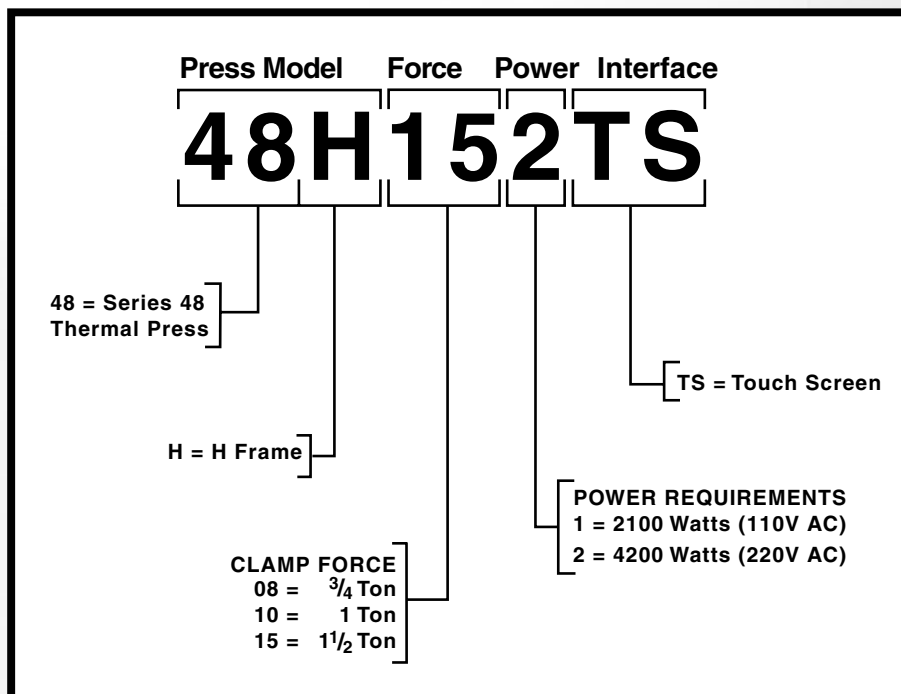 Press Model Force Power Interface
48H152TS
48 = Series 48
Thermal Press
TS = Touch Screen
H = H Frame
POWER REQUIREMENTS
1 = 2100 Watts (110V AC)
2 = 4200 Watts (220V AC)
CLAMP FORCE
08 = 3/4 Ton
10 = 1 Ton
15 = 1 1/2 Ton